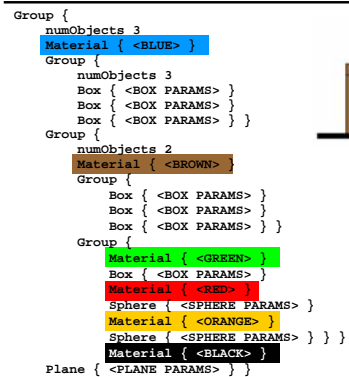 Group {
numObjects 3
Material { <BLUE> }
Group {
numObjects 3
Box { <BOX PARAMS> }
Box { <BOX PARAMS> }
Box { <BOX PARAMS> } }
Group {
numObjects 2
Material { <BROWN> }
Group {
Box { <BOX PARAMS> }
Box { <BOX PARAMS> }
Box { <BOX PARAMS> } }
Group {
Material { <GREEN> }
Box { <BOX PARAMS> }
Material { <RED> }
Sphere { <SPHERE PARAMS> }
Material { <ORANGE> }
Sphere { <SPHERE PARAMS> } } }
Material { <BLACK> }
Plane { <PLANE PARAMS> } }